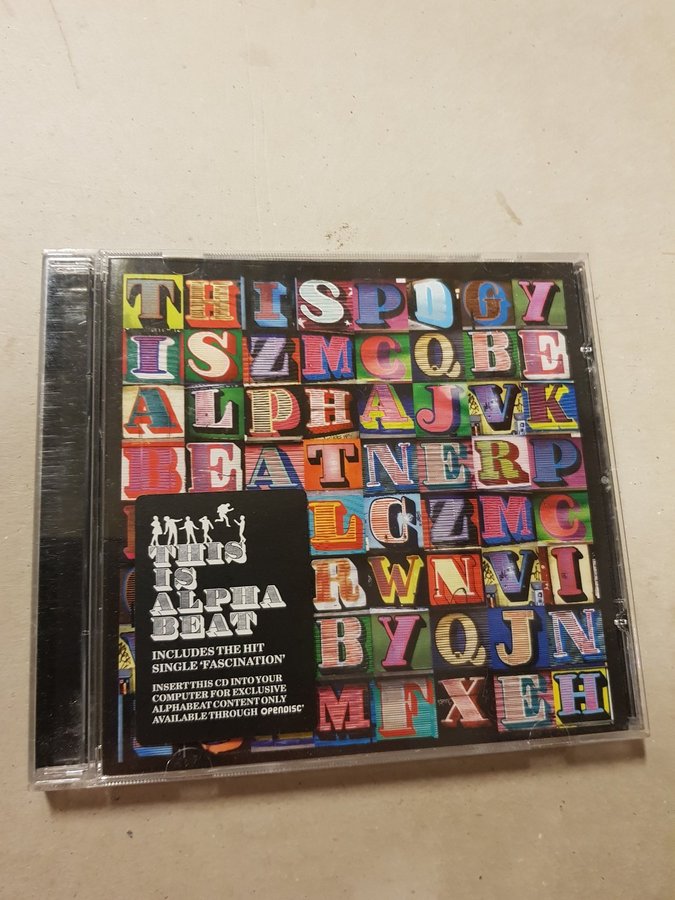 THISPDGY
ISZMCQBE
ALPHAJVK
BEATNERP
LCZMC
RWNVI
BYQJN
MFXEH
THIS
IS
ALPHA
BEAT
INCLUDES THE HIT
SINGLE 'FASCINATION'
INSERT THIS CD INTO YOUR
COMPUTER FOR EXCLUSIVE
ALPHABEAT CONTENT ONLY
AVAILABLE THROUGH OPENDISC